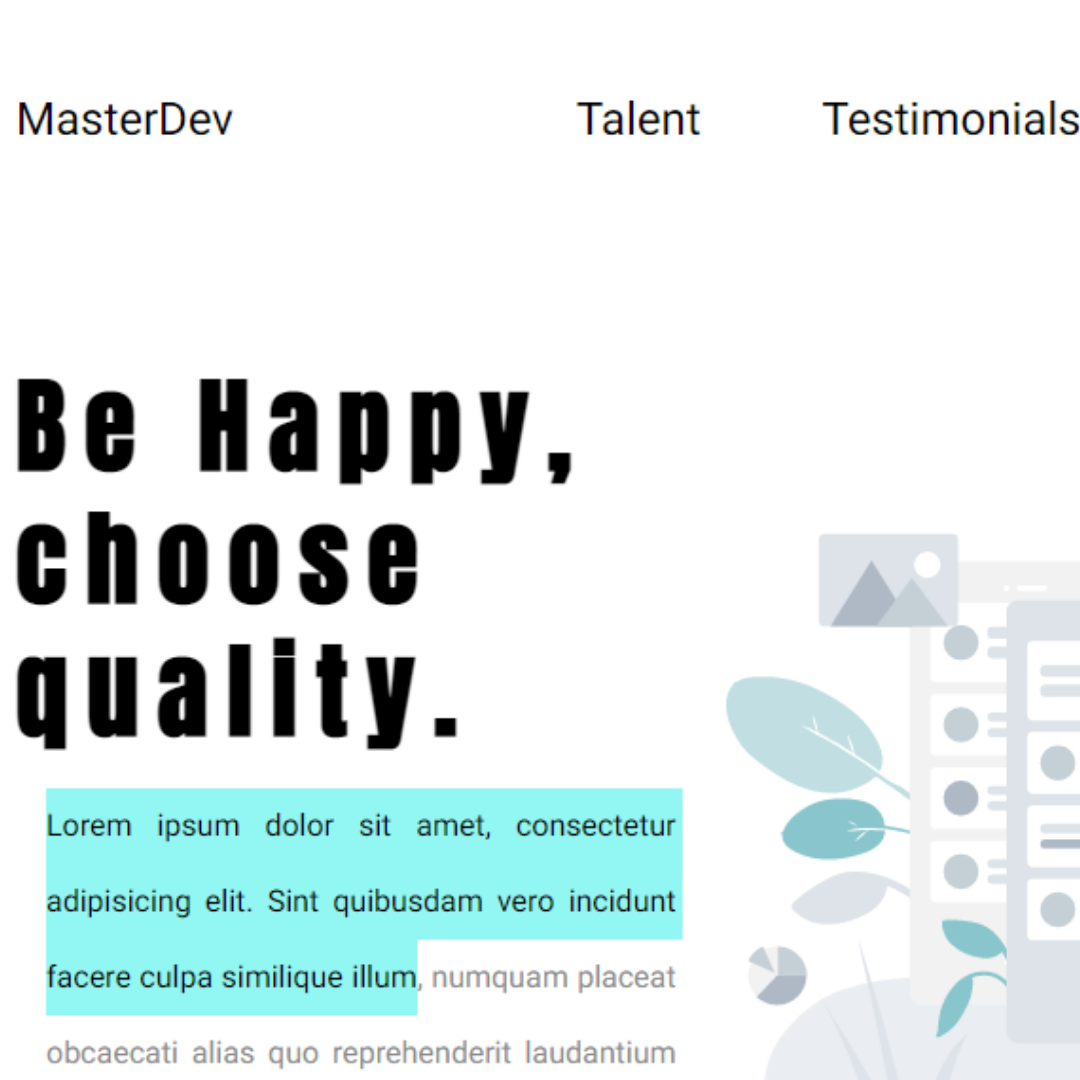 MasterDev Talent Testimonials
Be Happy,
choose
quality.
Lorem ipsum dolor sit amet, consectetur
adipisicing elit. Sint quibusdam vero incidunt
facere culpa similique illum, numquam placeat
obcaecati alias quo reprehenderit laudantium